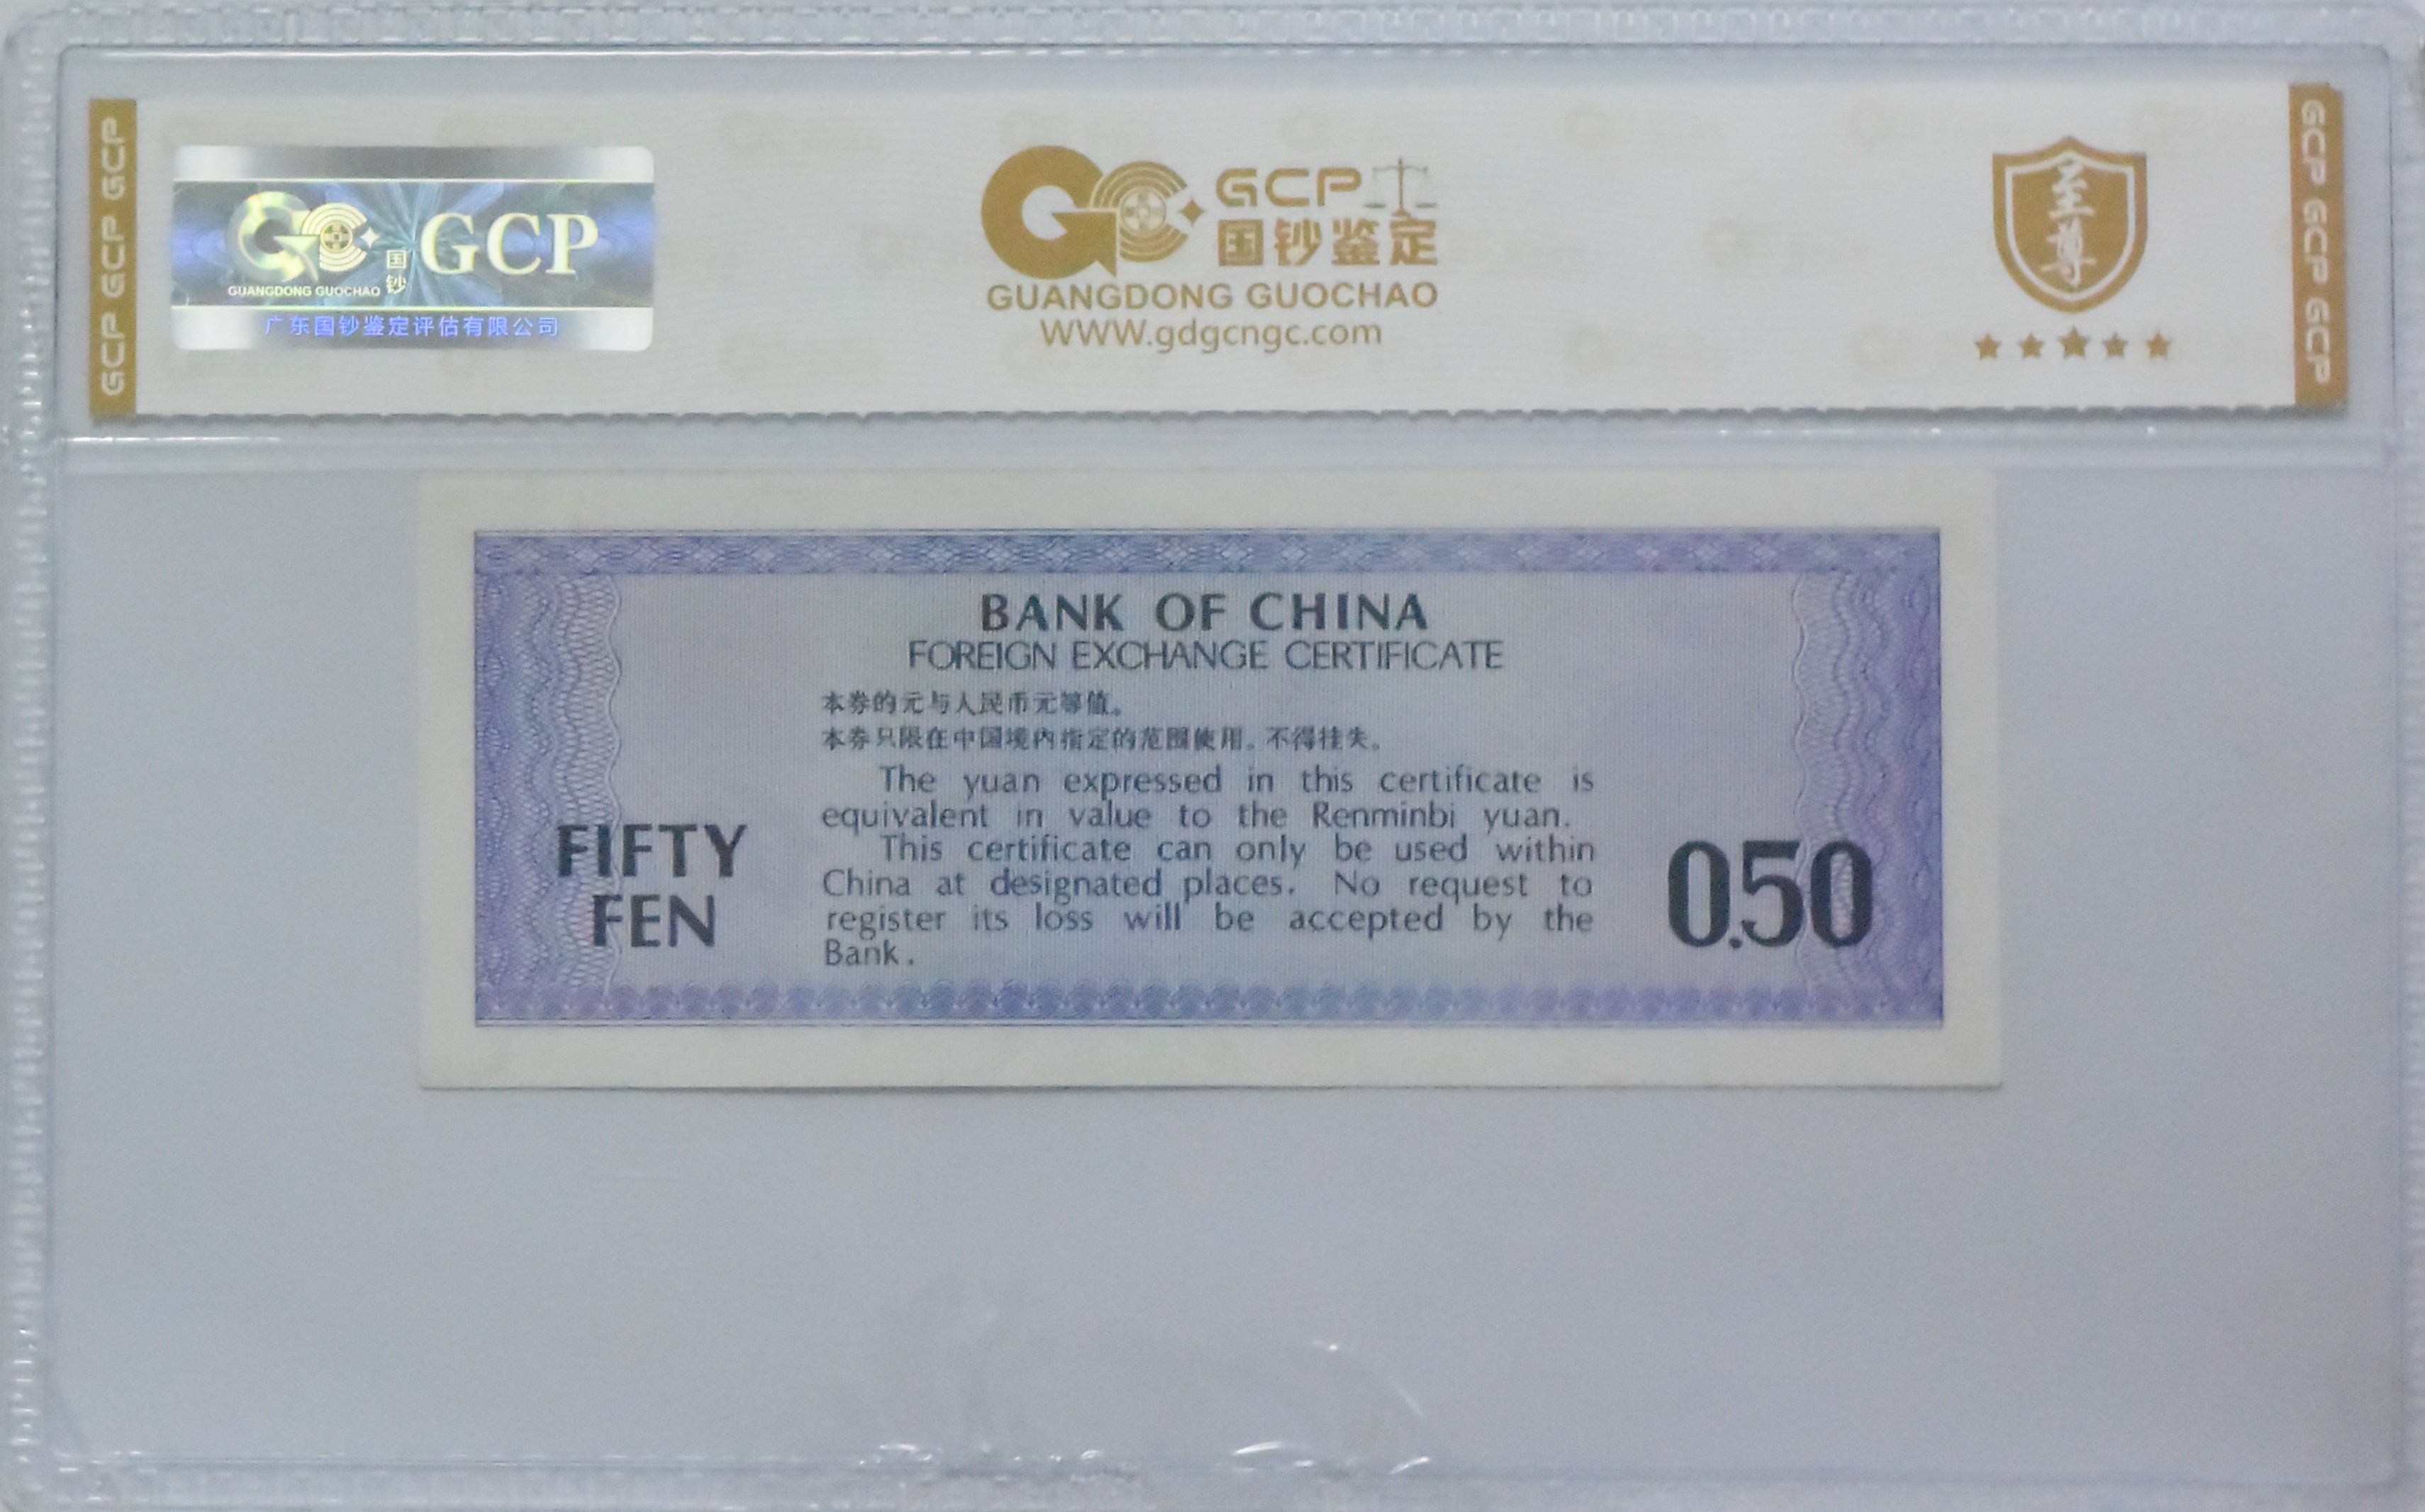 GCP GCP GCP
GC 国钞 GCP
GUANGDONG GUOCHAO
广东国钞鉴定评估有限公司
GCP
国钞鉴定
GUANGDONG GUOCHAO
WWW.gdgcngc.com
至尊
GCP GCP GCP
BANK OF CHINA
FOREIGN EXCHANGE CERTIFICATE
本券的元与人民币元等值。
本券只限在中国境内指定的范围使用。不得挂失。
The yuan expressed in this certificate is
equivalent in value to the Renminbi yuan.
This certificate can only be used within
China at designated places. No request to
register its loss will be accepted by the
Bank.
FIFTY
FEN
0.50